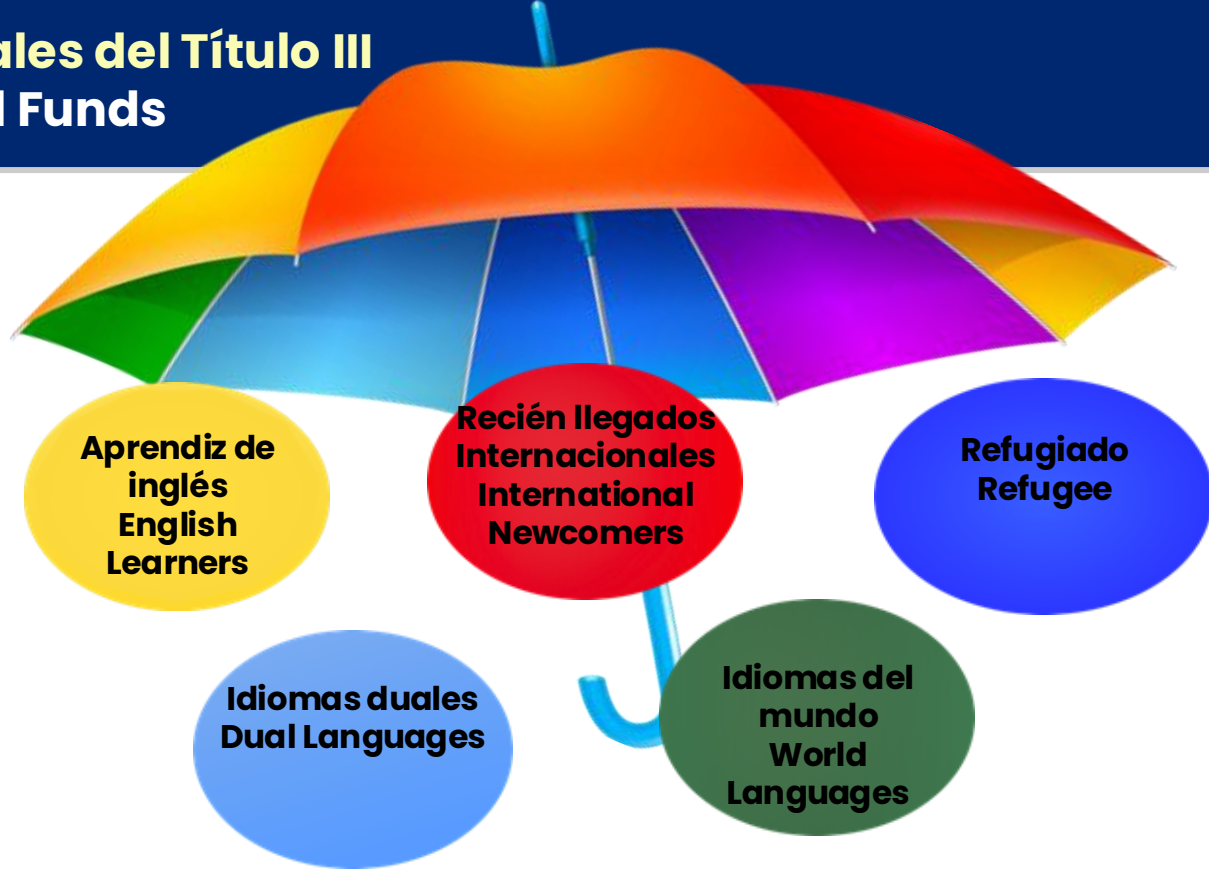 del Título III
Funds
Aprendiz de
inglés
English
Learners
Recién llegados
Internacionales
International
Newcomers
Refugiado
Refugee
Idiomas duales
Dual Languages
Idiomas del
mundo
World
Languages